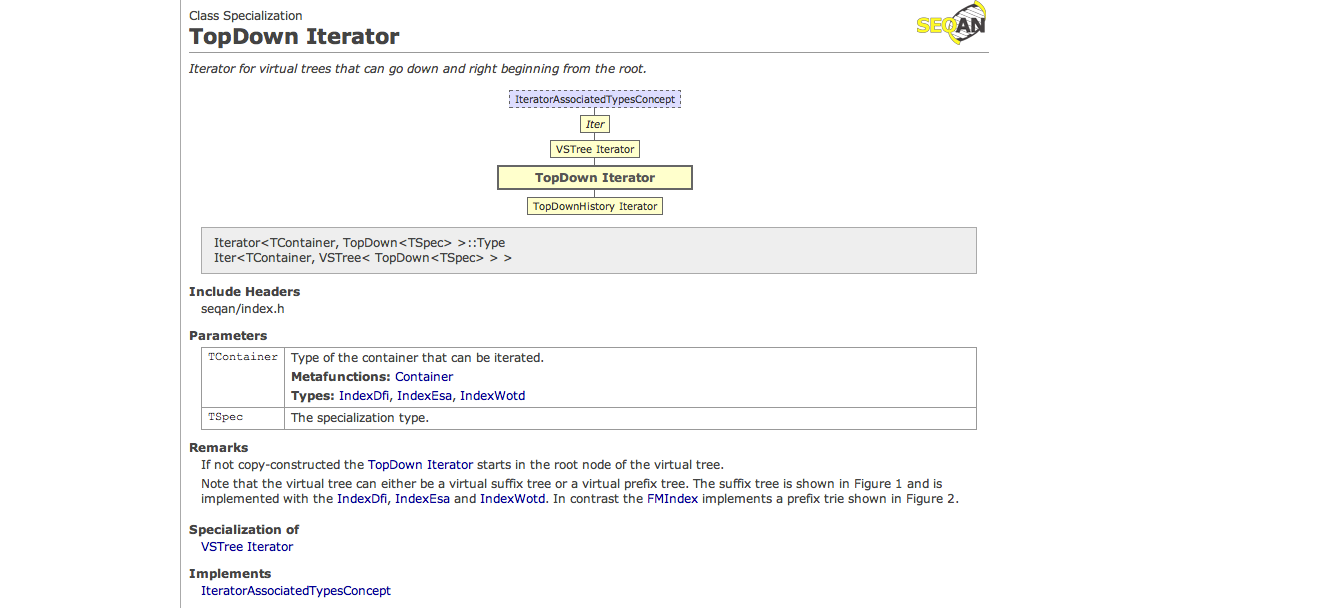 Class Specialization
TopDown Iterator
SEQAN
Iterator for virtual trees that can go down and right beginning from the root.
IteratorAssociatedTypesConcept
Iter
VSTree Iterator
TopDown Iterator
TopDownHistory Iterator
Iterator<TContainer, TopDown<TSpec> >::Type
Iter<TContainer, VSTree< TopDown<TSpec> > >
Include Headers
seqan/index.h
Parameters
TContainer Type of the container that can be iterated.
Metafunctions: Container
Types: IndexDfi, IndexEsa, IndexWotd
TSpec The specialization type.
Remarks
If not copy-constructed the TopDown Iterator starts in the root node of the virtual tree.
Note that the virtual tree can either be a virtual suffix tree or a virtual prefix tree. The suffix tree is shown in Figure 1 and is
implemented with the IndexDfi, IndexEsa and IndexWotd. In contrast the FMIndex implements a prefix trie shown in Figure 2.
Specialization of
VSTree Iterator
Implements
IteratorAssociatedTypesConcept